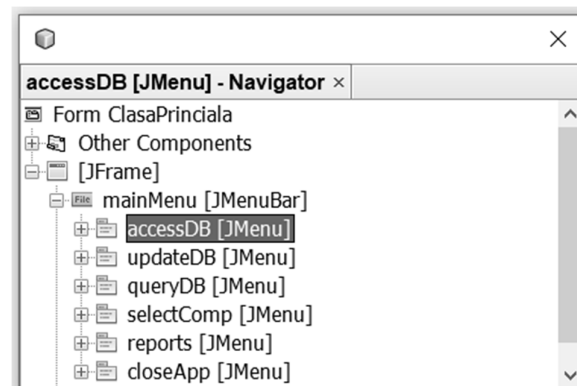 accessDB [JMenu] - Navigator ×
Form ClasaPrinciala
Other Components
[JFrame]
File mainMenu [JMenuBar]
accessDB [JMenu]
updateDB [JMenu]
queryDB [JMenu]
selectComp [JMenu]
reports [JMenu]
closeApp [JMenu]